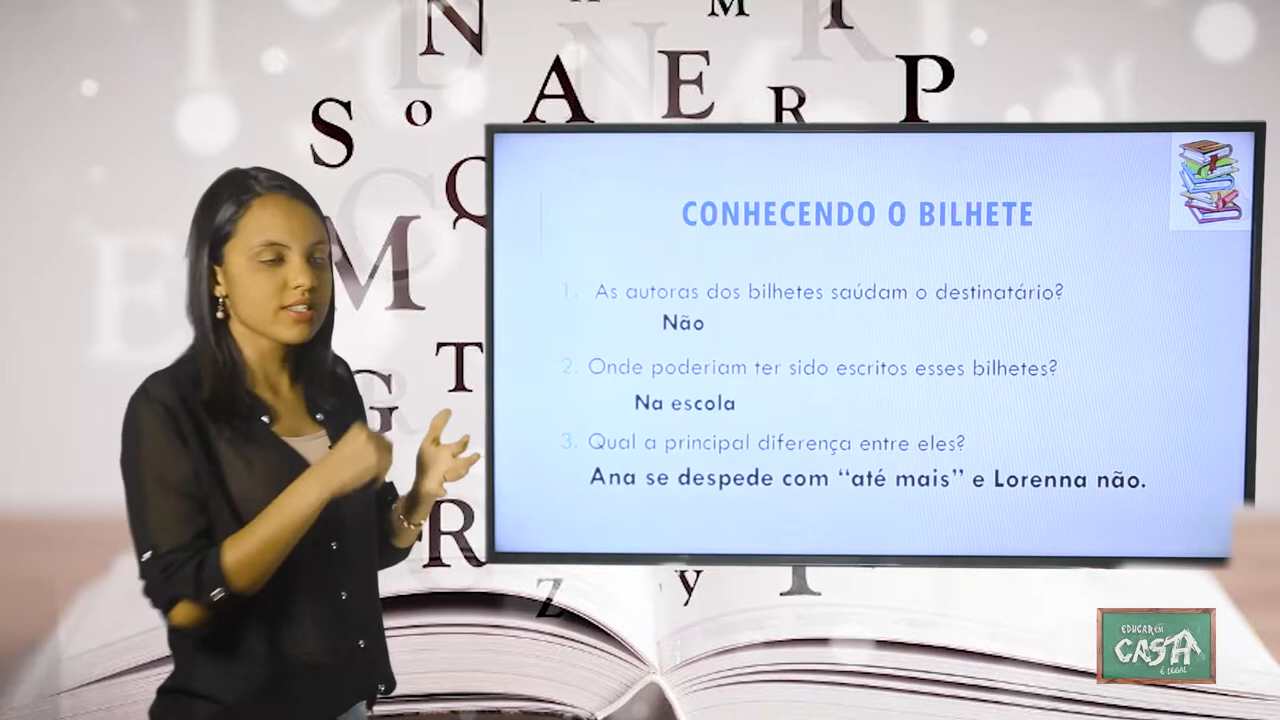 N
M
S
o
A
E
R
P
Q
M
G
T
R
Z
y
CONHECENDO O BILHETE
1. As autoras dos bilhetes saúdam o destinatário?
Não
2. Onde poderiam ter sido escritos esses bilhetes?
Na escola
3. Qual a principal diferença entre eles?
Ana se despede com “até mais” e Lorenna não.
EDUCAR EM
CASA
É LEGAL